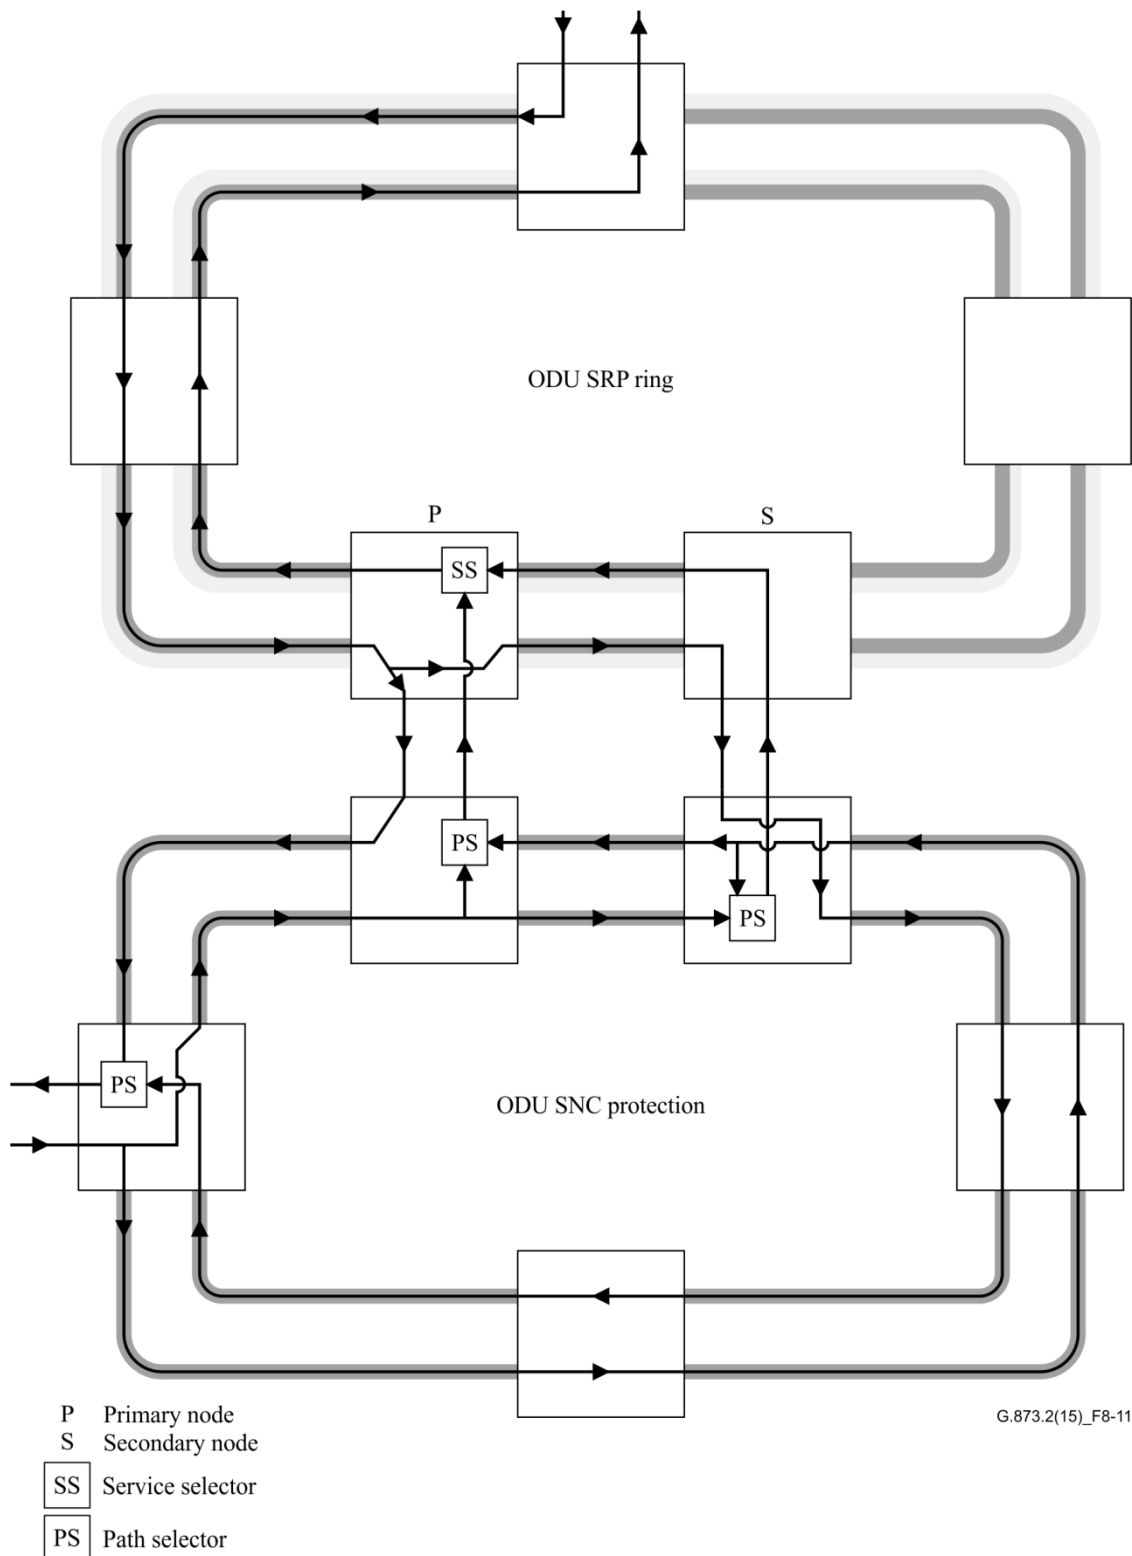 ODU SRP ring
P
S
SS
PS
PS
PS
ODU SNC protection
P Primary node
S Secondary node
SS Service selector
PS Path selector
G.873.2(15)_F8-11